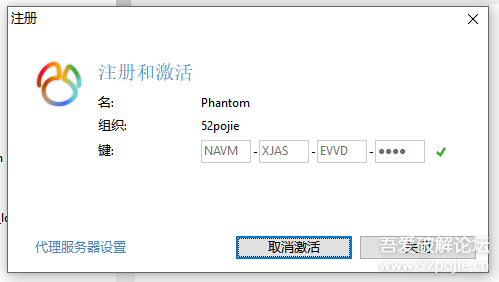 注册
注册和激活
名: Phantom
组织: 52pojie
键: NAVM - XJAS - EVVD - ●●●●
代理服务器设置 取消激活 关闭
吾爱破解论坛
www.52pojie.cn